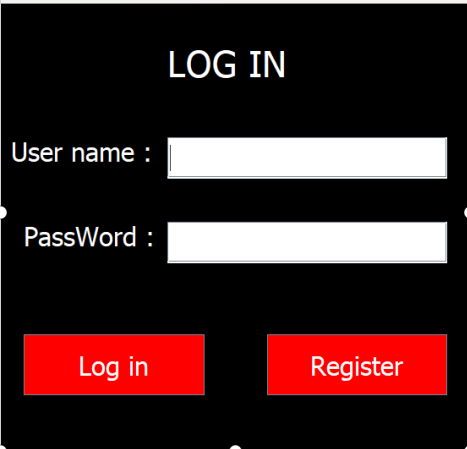 LOG IN
User name :
PassWord :
Log in
Register